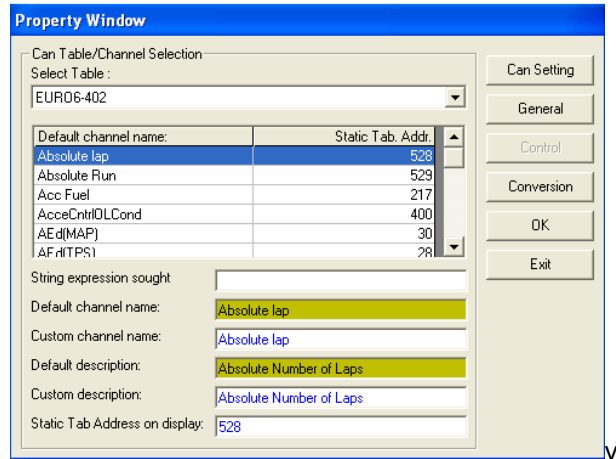 Property Window
Can Table/Channel Selection
Select Table :
EURO6-402
Can Setting
General
Control
Conversion
OK
Exit
Default channel name: Static Tab. Addr.
Absolute lap 528
Absolute Run 529
Acc Fuel 217
AcceCntrlOLCond 400
AEd(MAP) 30
AEd(TPS) 28
String expression sought
Default channel name: Absolute lap
Custom channel name: Absolute lap
Default description: Absolute Number of Laps
Custom description: Absolute Number of Laps
Static Tab Address on display: 528
v